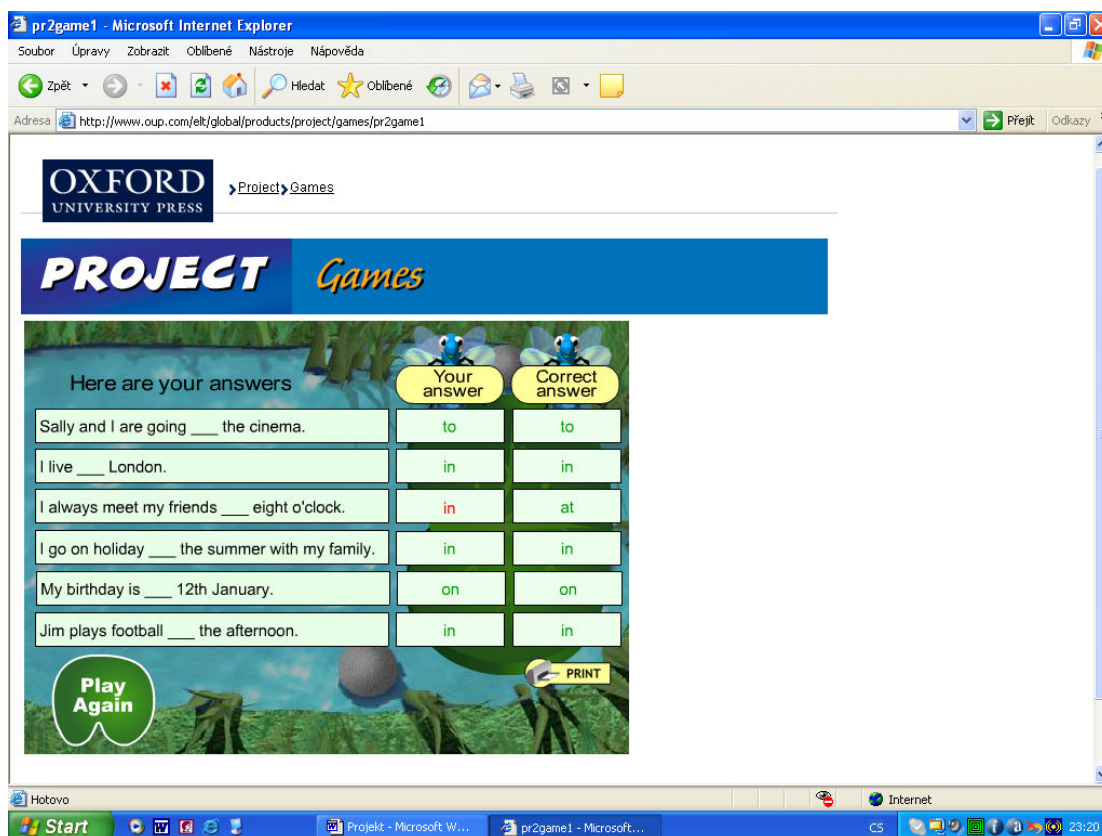 pr2game1 - Microsoft Internet Explorer
Soubor Úpravy Zobrazit Oblíbené Nástroje Nápověda
Zpět Hledat Oblíbené
Adresa http://www.oup.com/elt/global/products/project/games/pr2game1 Přejít Odkazy
OXFORD
UNIVERSITY PRESS
Project Games
PROJECT Games
Here are your answers
Your answer
Correct answer
Sally and I are going ___ the cinema. to to
I live ___ London. in in
I always meet my friends ___ eight o'clock. in at
I go on holiday ___ the summer with my family. in in
My birthday is ___ 12th January. on on
Jim plays football ___ the afternoon. in in
PRINT
Play
Again
Hotovo Internet
Start Projekt - Microsoft W... pr2game1 - Microsoft... CS 23:20